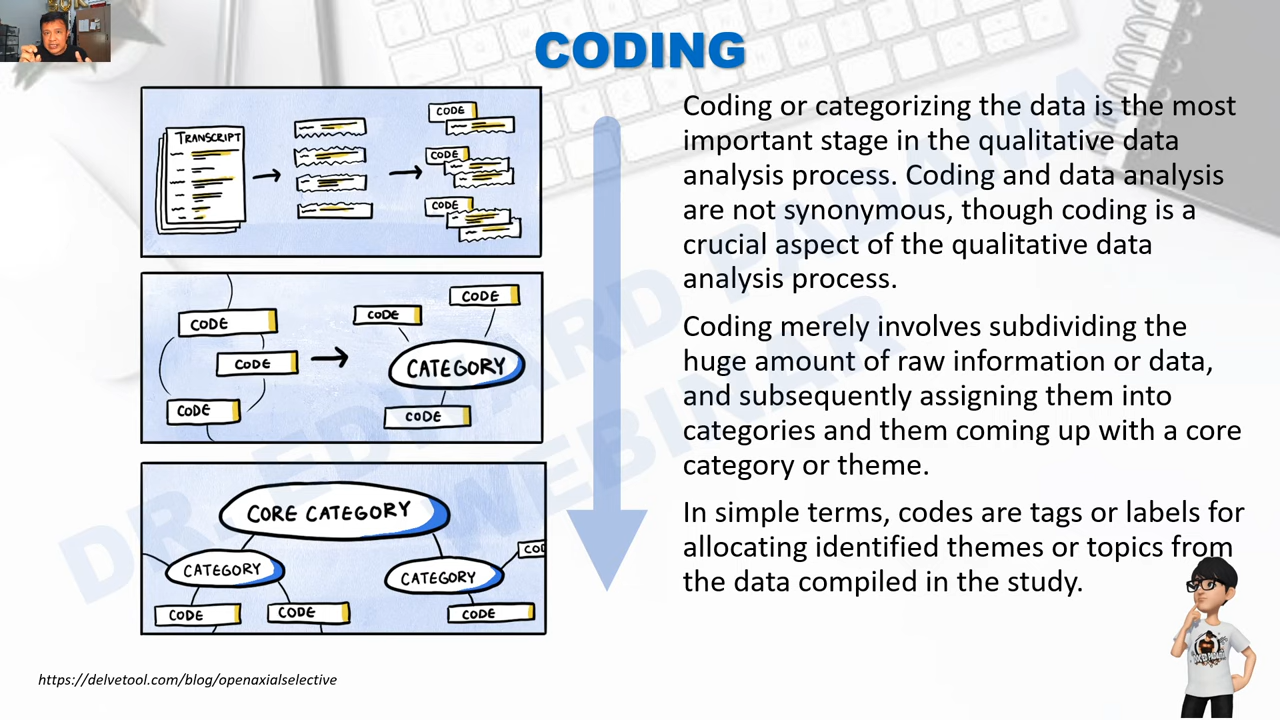 CODING
TRANSCRIPT
CODE
CODE
CODE
CODE
CODE
CODE
CODE
CODE
CATEGORY
CODE
CORE CATEGORY
CATEGORY
CATEGORY
COD
CODE
CODE
CODE
Coding or categorizing the data is the most
important stage in the qualitative data
analysis process. Coding and data analysis
are not synonymous, though coding is a
crucial aspect of the qualitative data
analysis process.
Coding merely involves subdividing the
huge amount of raw information or data,
and subsequently assigning them into
categories and them coming up with a core
category or theme.
In simple terms, codes are tags or labels for
allocating identified themes or topics from
the data compiled in the study.
DR. EDWARD PADAMA
WEBINAR
https://delvetool.com/blog/openaxialselective